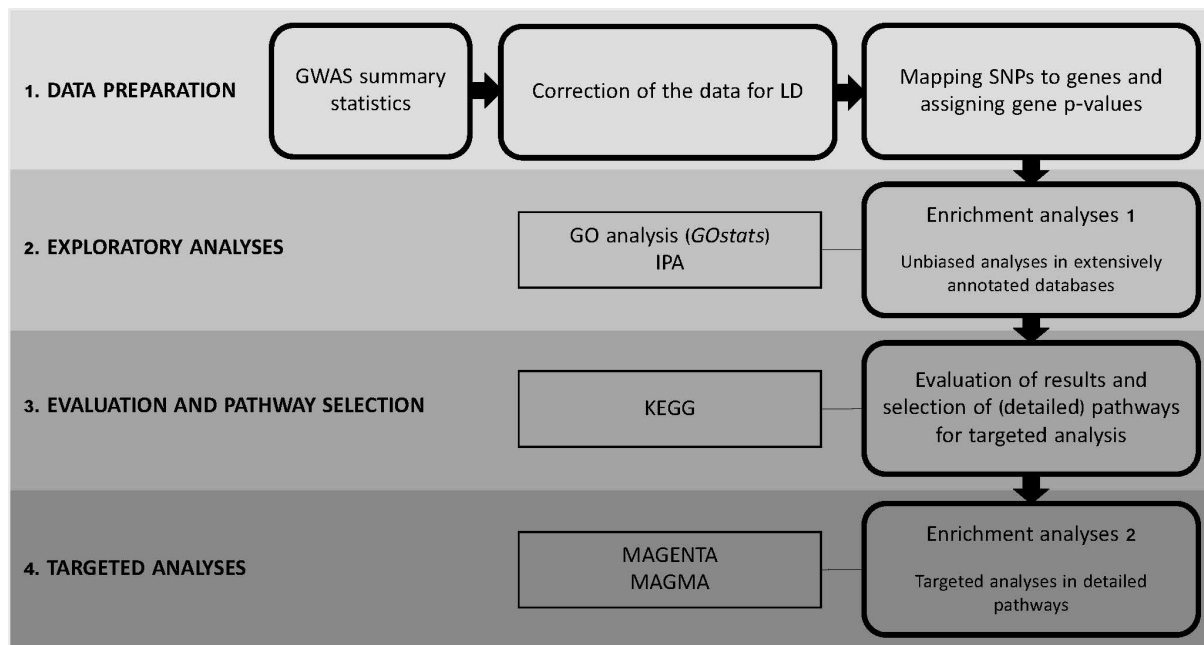 1. DATA PREPARATION
GWAS summary
statistics
Correction of the data for LD
Mapping SNPs to genes and
assigning gene p-values
2. EXPLORATORY ANALYSES
GO analysis (GOstats)
IPA
Enrichment analyses 1
Unbiased analyses in extensively
annotated databases
3. EVALUATION AND PATHWAY SELECTION
KEGG
Evaluation of results and
selection of (detailed) pathways
for targeted analysis
4. TARGETED ANALYSES
MAGENTA
MAGMA
Enrichment analyses 2
Targeted analyses in detailed
pathways